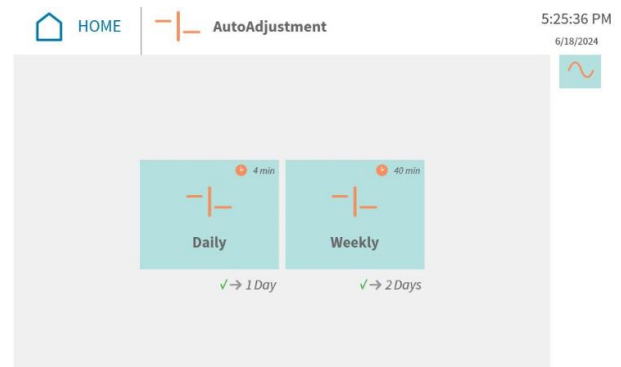 HOME
AutoAdjustment
5:25:36 PM
6/18/2024
4 min
Daily
40 min
Weekly
✓→ 1 Day
✓→ 2 Days